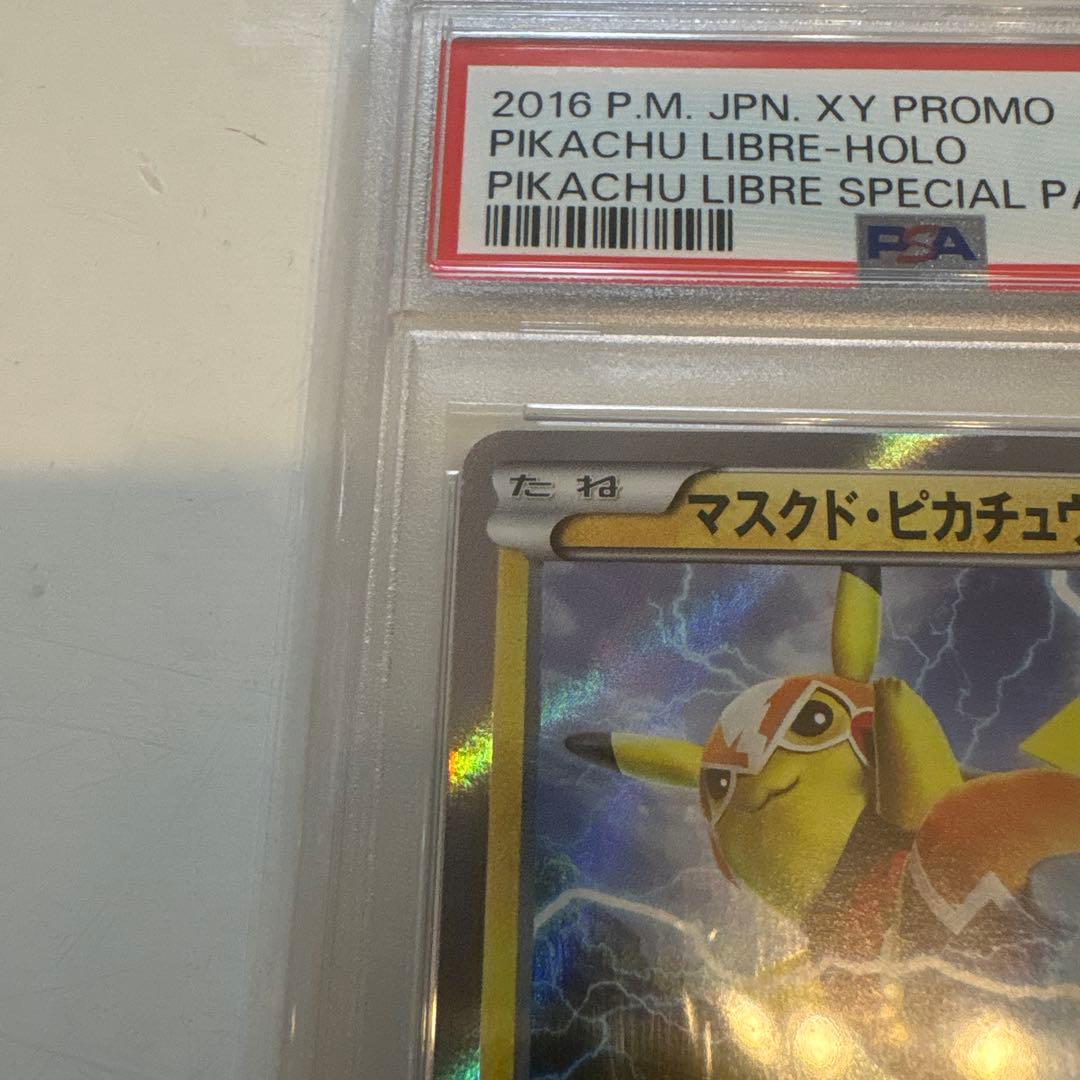 2016 P.M. JPN. XY PROMO
PIKACHU LIBRE-HOLO
PIKACHU LIBRE SPECIAL PA
PSA
たね
マスクド・ピカチュウ